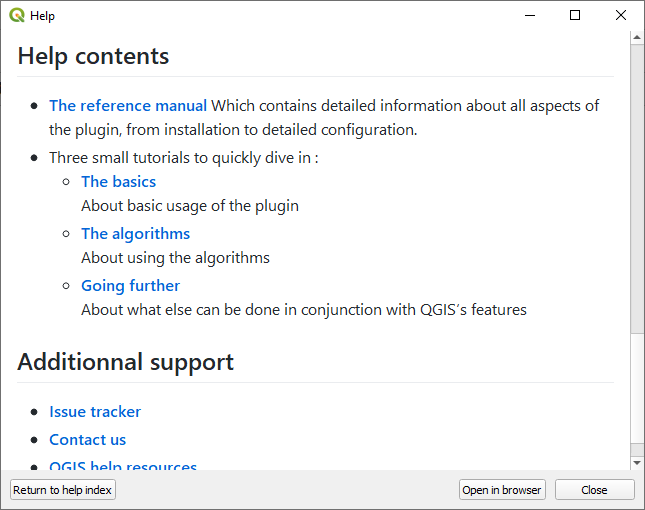 Help
Help contents
The reference manual Which contains detailed information about all aspects of
the plugin, from installation to detailed configuration.
Three small tutorials to quickly dive in :
The basics
About basic usage of the plugin
The algorithms
About using the algorithms
Going further
About what else can be done in conjunction with QGIS's features
Additionnal support
Issue tracker
Contact us
QGIS help resources
Return to help index
Open in browser
Close